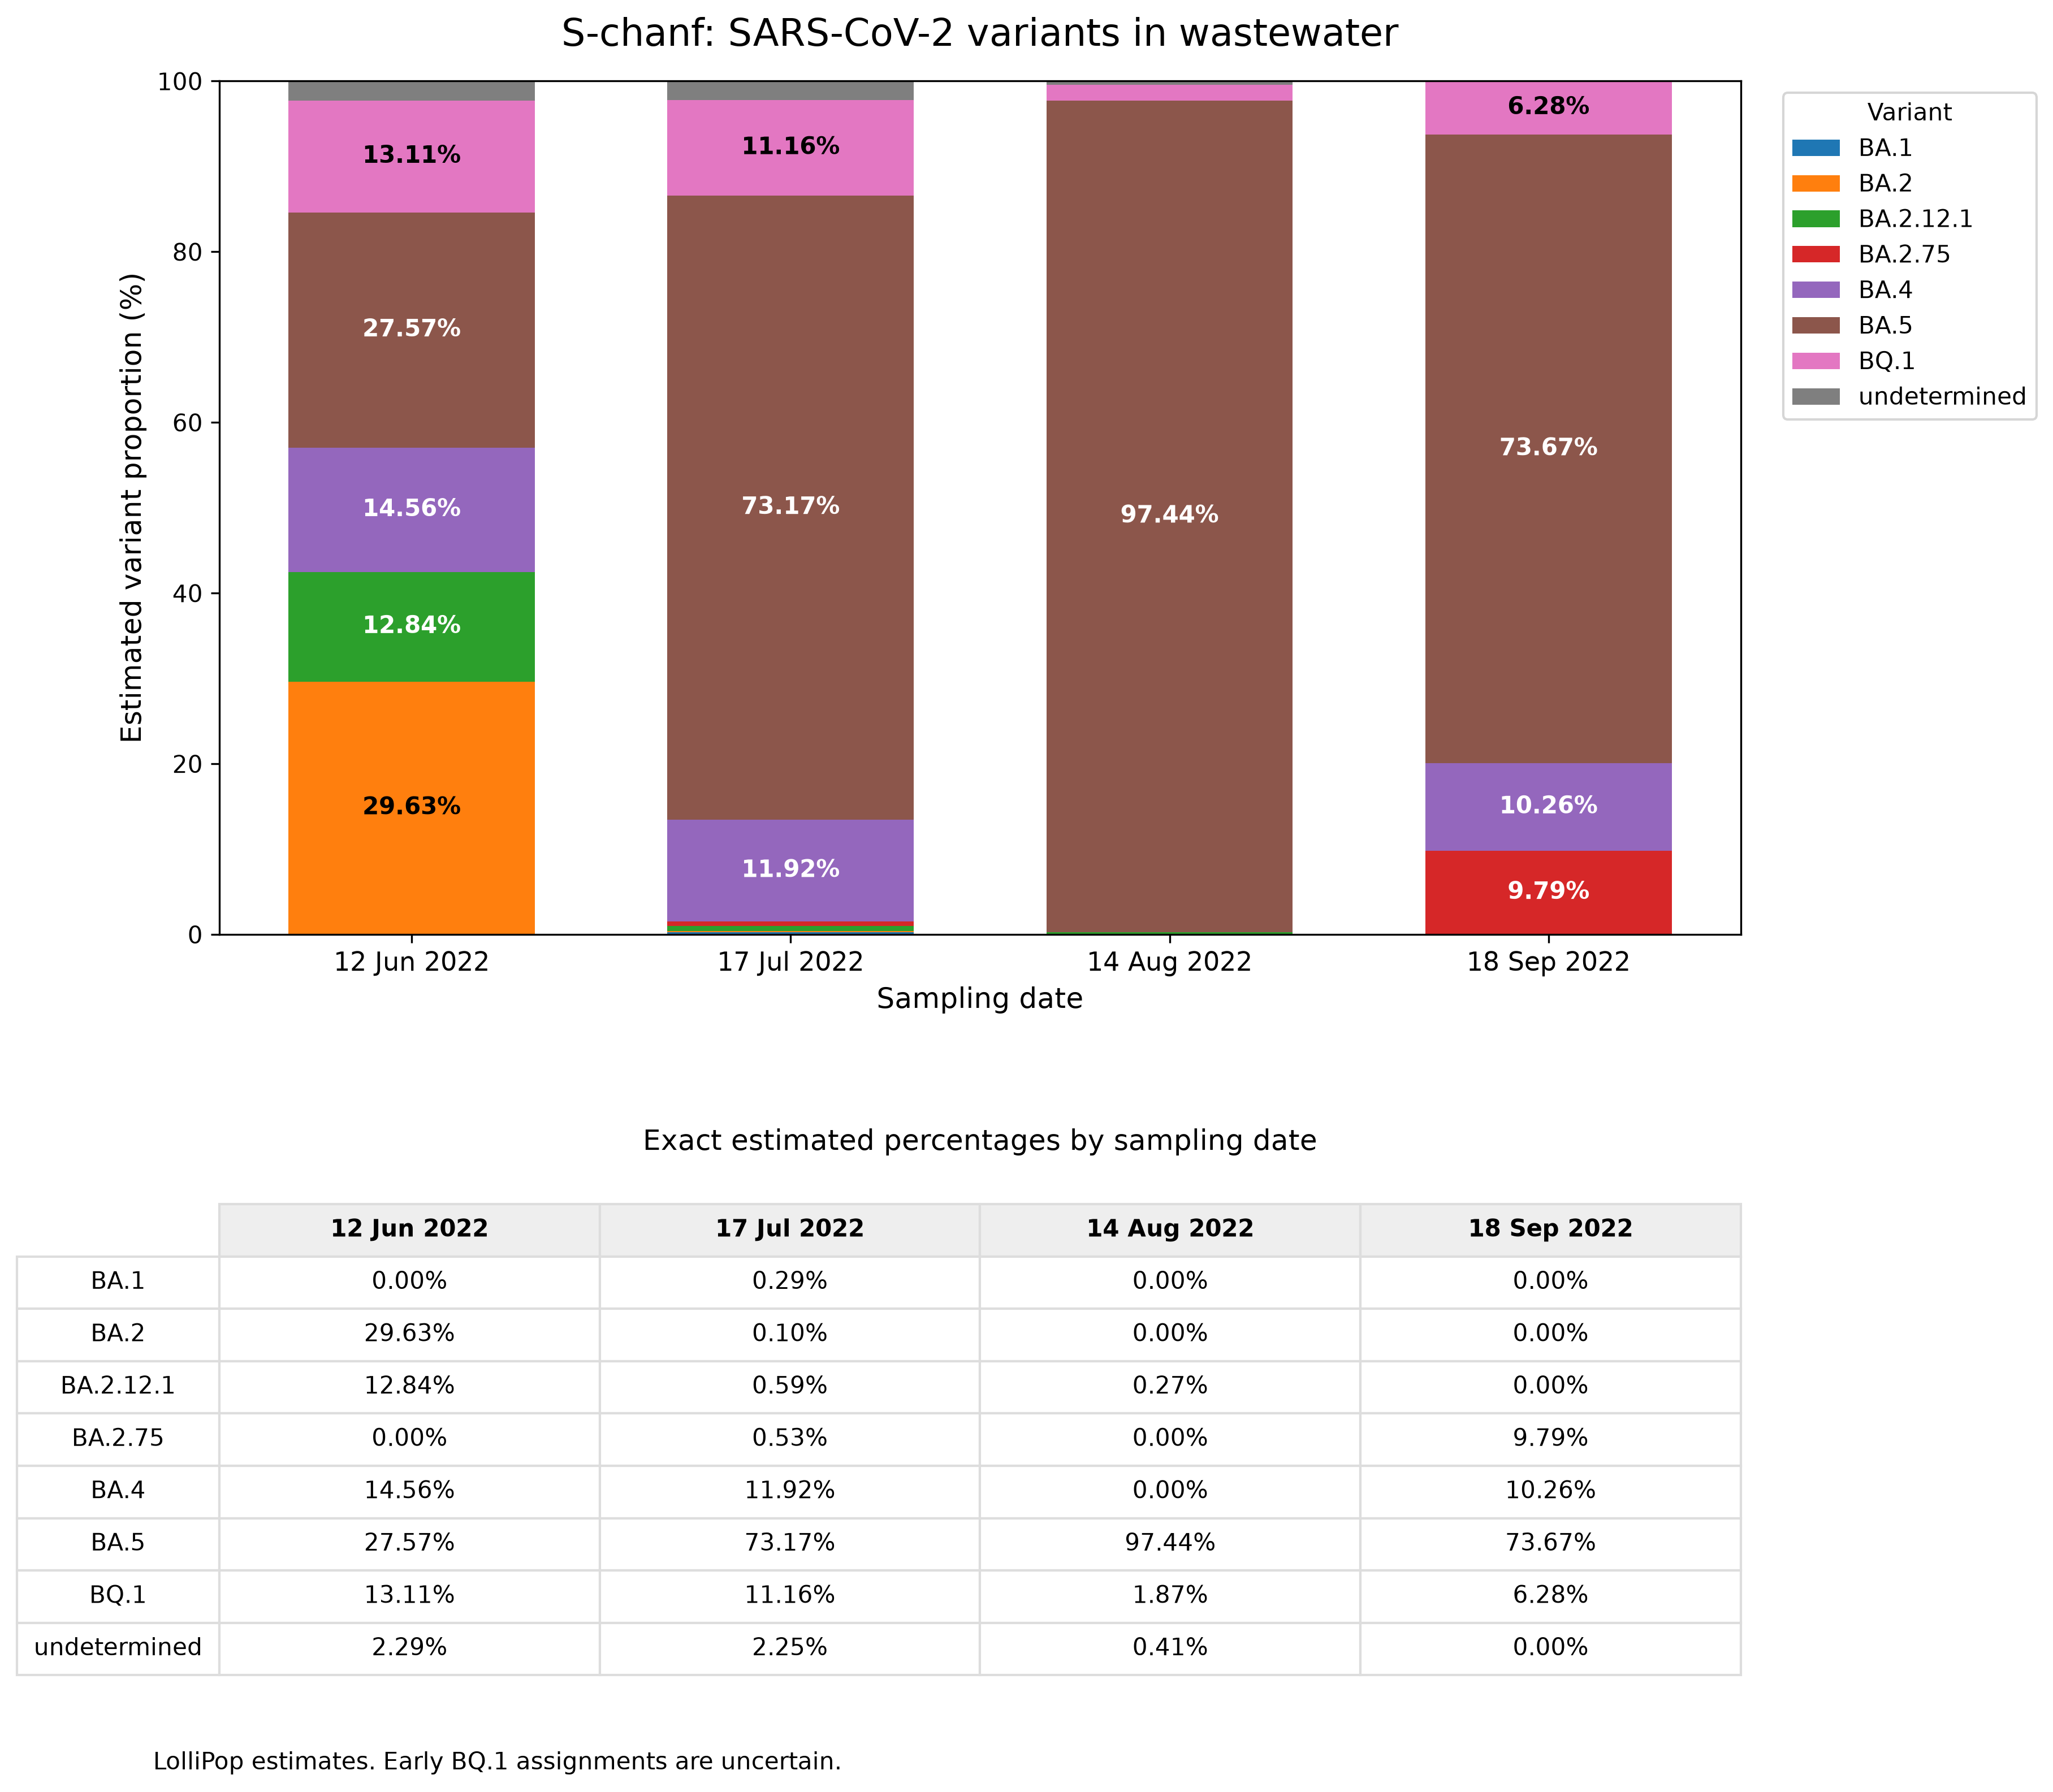 S-chanf: SARS-CoV-2 variants in wastewater
Estimated variant proportion (%)
100
80
60
40
20
0
13.11%
27.57%
14.56%
12.84%
29.63%
11.16%
73.17%
11.92%
97.44%
6.28%
73.67%
10.26%
9.79%
12 Jun 2022 17 Jul 2022 14 Aug 2022 18 Sep 2022
Sampling date
Variant
BA.1
BA.2
BA.2.12.1
BA.2.75
BA.4
BA.5
BQ.1
undetermined
Exact estimated percentages by sampling date
12 Jun 2022 17 Jul 2022 14 Aug 2022 18 Sep 2022
BA.1 0.00% 0.29% 0.00% 0.00%
BA.2 29.63% 0.10% 0.00% 0.00%
BA.2.12.1 12.84% 0.59% 0.27% 0.00%
BA.2.75 0.00% 0.53% 0.00% 9.79%
BA.4 14.56% 11.92% 0.00% 10.26%
BA.5 27.57% 73.17% 97.44% 73.67%
BQ.1 13.11% 11.16% 1.87% 6.28%
undetermined 2.29% 2.25% 0.41% 0.00%
LolliPop estimates. Early BQ.1 assignments are uncertain.